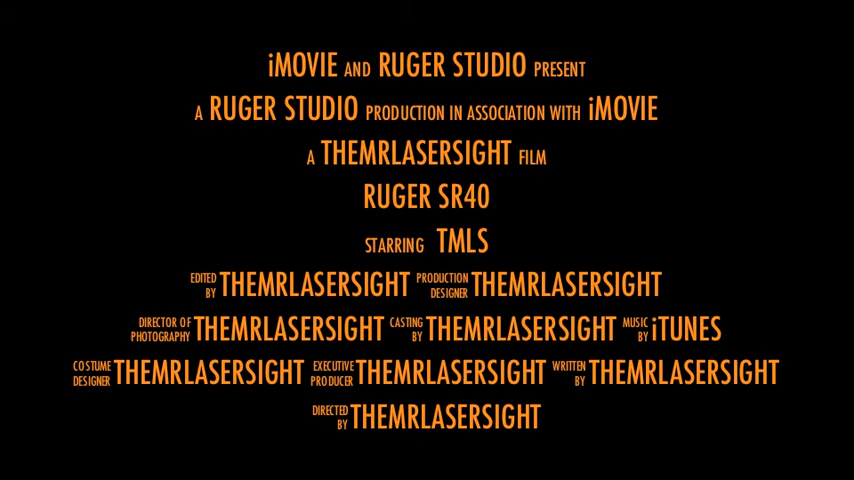 iMOVIE AND RUGER STUDIO PRESENT
A RUGER STUDIO PRODUCTION IN ASSOCIATION WITH iMOVIE
A THEMRLASERSIGHT FILM
RUGER SR40
STARRING TMLS
EDITED BY THEMRLASERSIGHT PRODUCTION DESIGNER THEMRLASERSIGHT
DIRECTOR OF PHOTOGRAPHY THEMRLASERSIGHT CASTING BY THEMRLASERSIGHT MUSIC BY iTUNES
COSTUME DESIGNER THEMRLASERSIGHT EXECUTIVE PRODUCER THEMRLASERSIGHT WRITTEN BY THEMRLASERSIGHT
DIRECTED BY THEMRLASERSIGHT